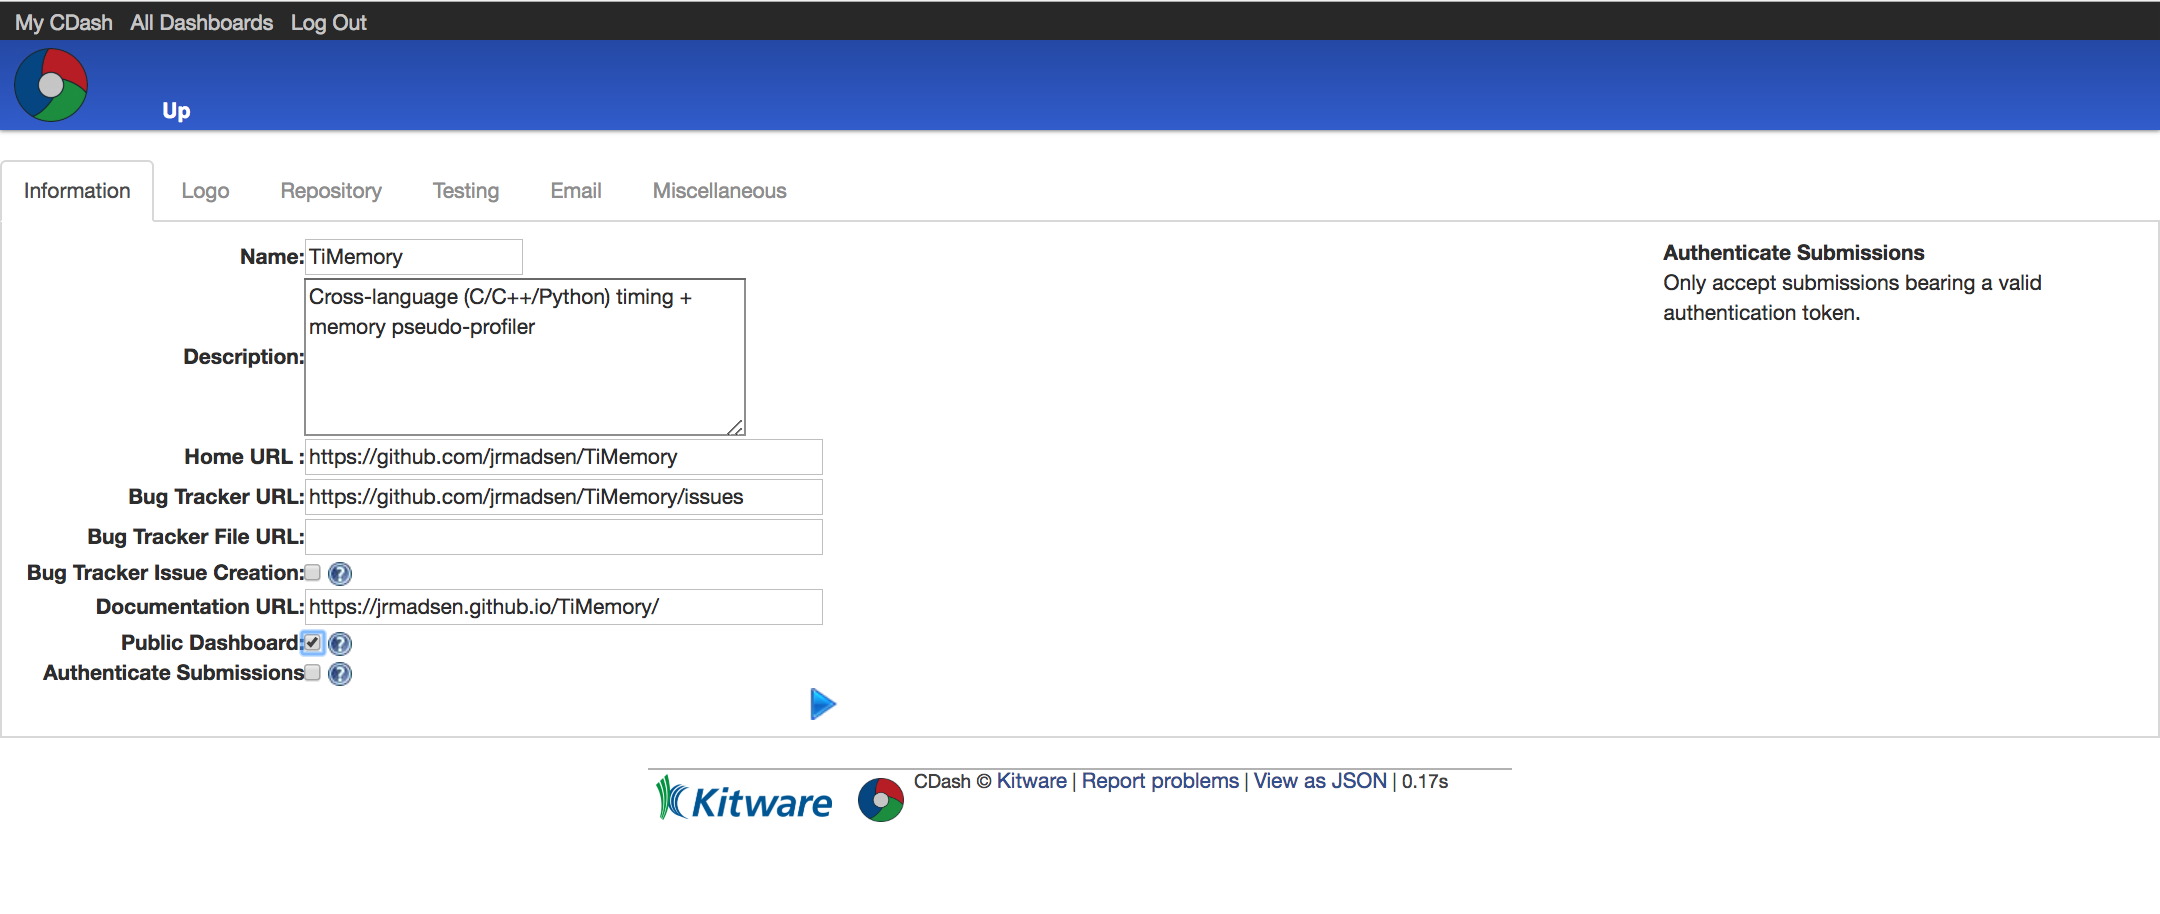 My CDash All Dashboards Log Out
Up
Information Logo Repository Testing Email Miscellaneous
Name: TiMemory
Description: Cross-language (C/C++/Python) timing +
memory pseudo-profiler
Home URL : https://github.com/jrmadsen/TiMemory
Bug Tracker URL: https://github.com/jrmadsen/TiMemory/issues
Bug Tracker File URL:
Bug Tracker Issue Creation: ?
Documentation URL: https://jrmadsen.github.io/TiMemory/
Public Dashboard: ?
Authenticate Submissions ?
Authenticate Submissions
Only accept submissions bearing a valid
authentication token.
Kitware CDash © Kitware | Report problems | View as JSON | 0.17s